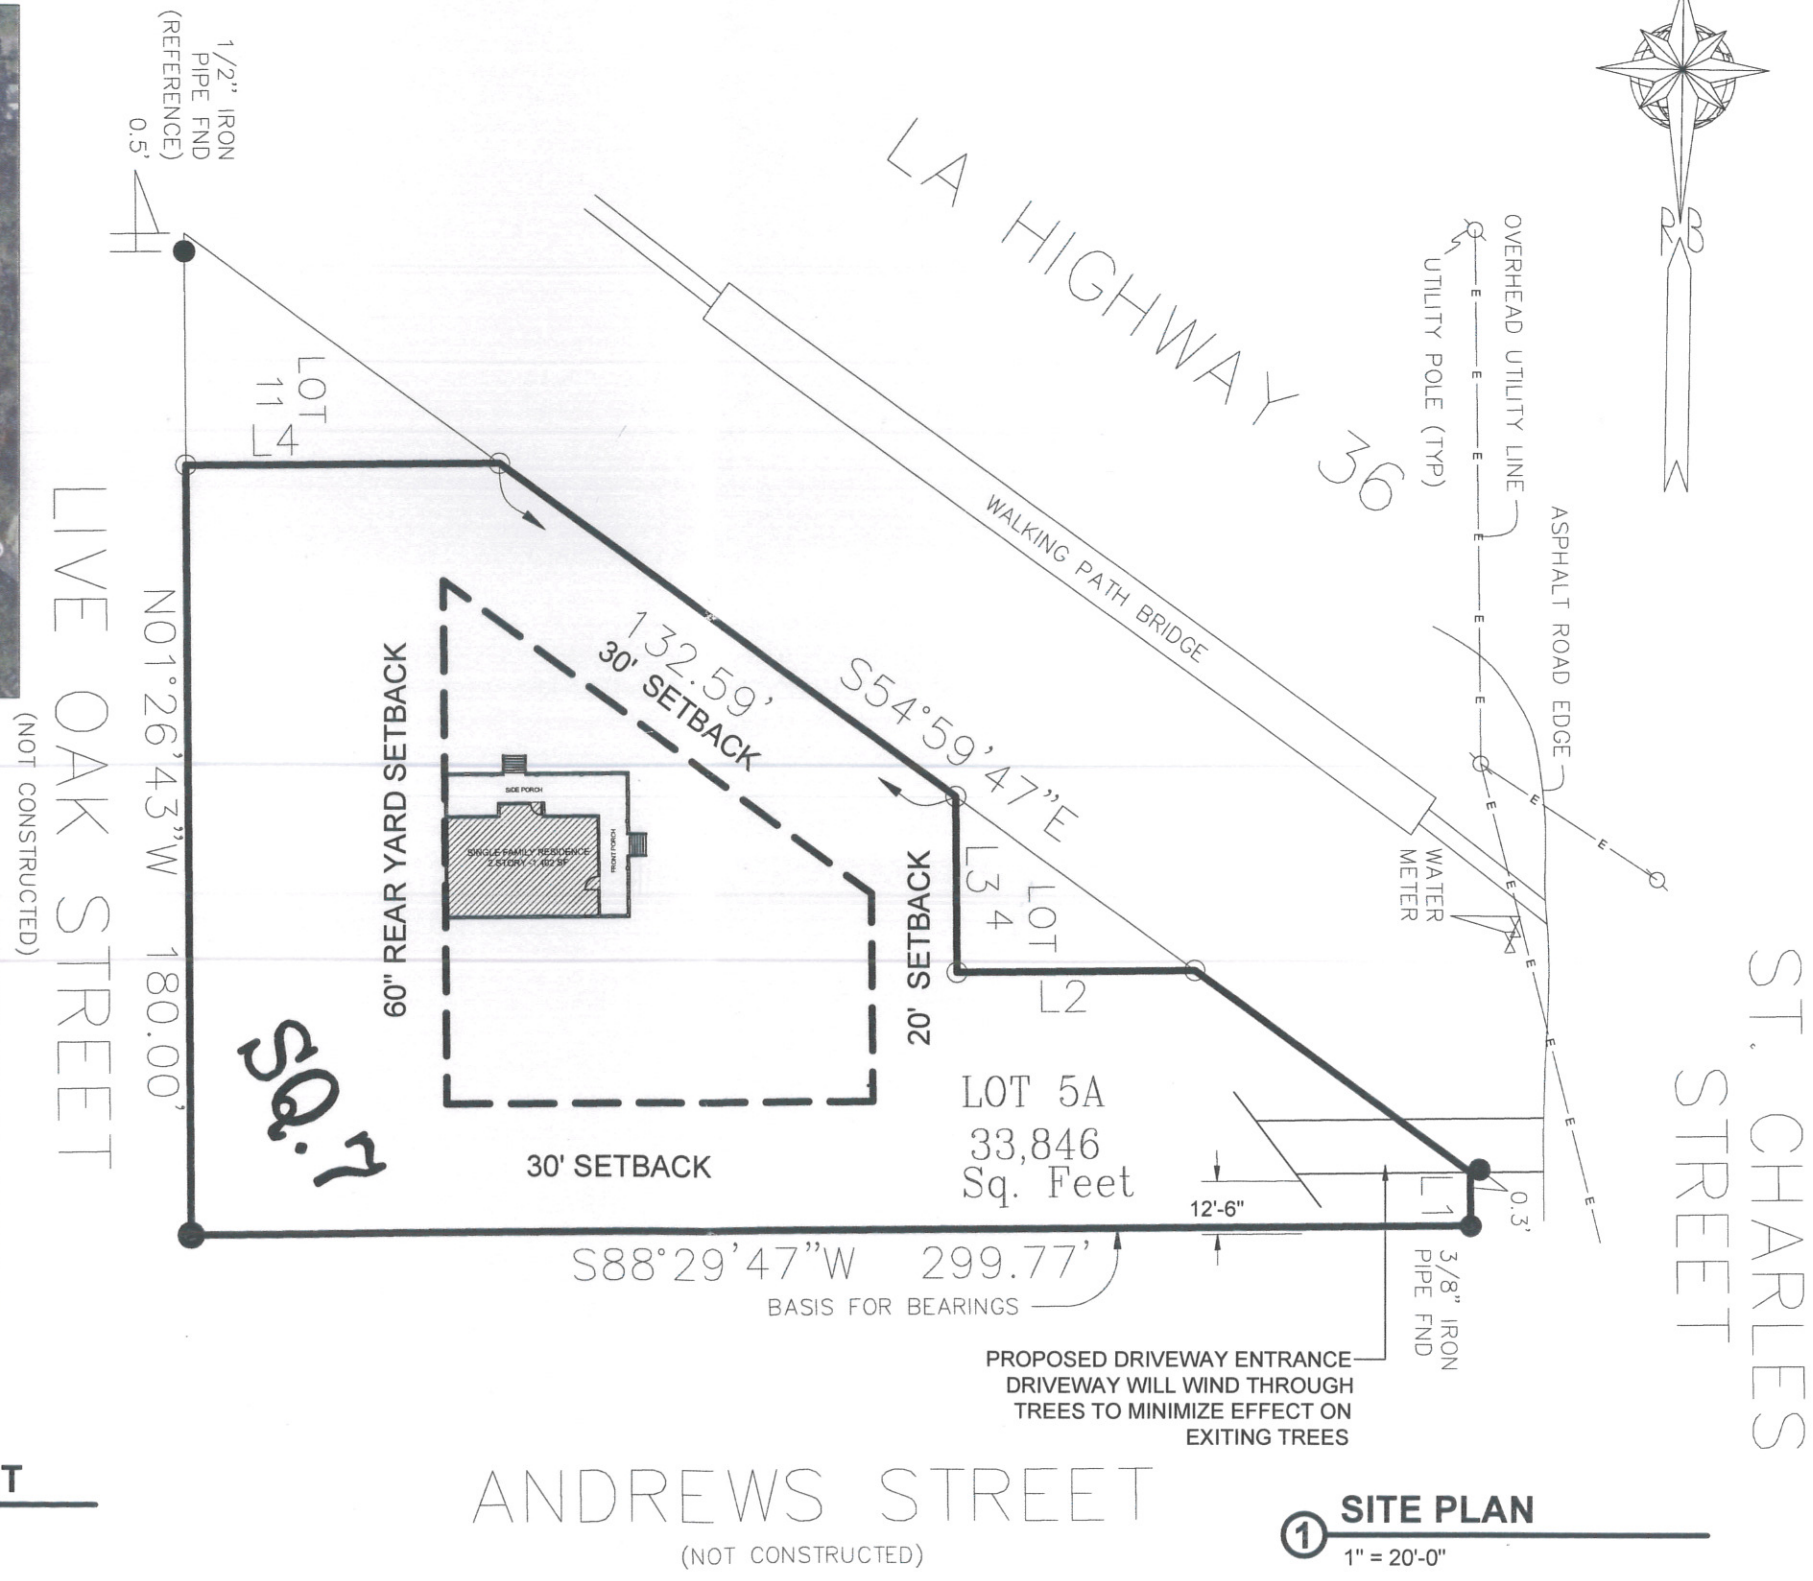 1/2" IRON
PIPE FND
(REFERENCE)
0.5'
LA HIGHWAY 36
OVERHEAD UTILITY LINE
UTILITY POLE (TYP)
ASPHALT ROAD EDGE
WALKING PATH BRIDGE
WATER
METER
ST. CHARLES
STREET
LOT
11
L4
LIVE OAK STREET
(NOT CONSTRUCTED)
N01°26'43"W 180.00'
60" REAR YARD SETBACK
132.59'
30' SETBACK
S54°59'47"E
SIDE PORCH
FRONT PORCH
SINGLE FAMILY RESIDENCE
2 STORY -1,402 SF
20' SETBACK
L3
LOT
4
L2
SQ. 7
30' SETBACK
LOT 5A
33,846
Sq. Feet
12'-6"
L1
0.3'
3/8" IRON
PIPE FND
S88°29'47"W 299.77'
BASIS FOR BEARINGS
PROPOSED DRIVEWAY ENTRANCE
DRIVEWAY WILL WIND THROUGH
TREES TO MINIMIZE EFFECT ON
EXITING TREES
ANDREWS STREET
(NOT CONSTRUCTED)
T
1 SITE PLAN
1" = 20'-0"
E
E
E
E
E
E
E
E
E
E
E
E
E
E